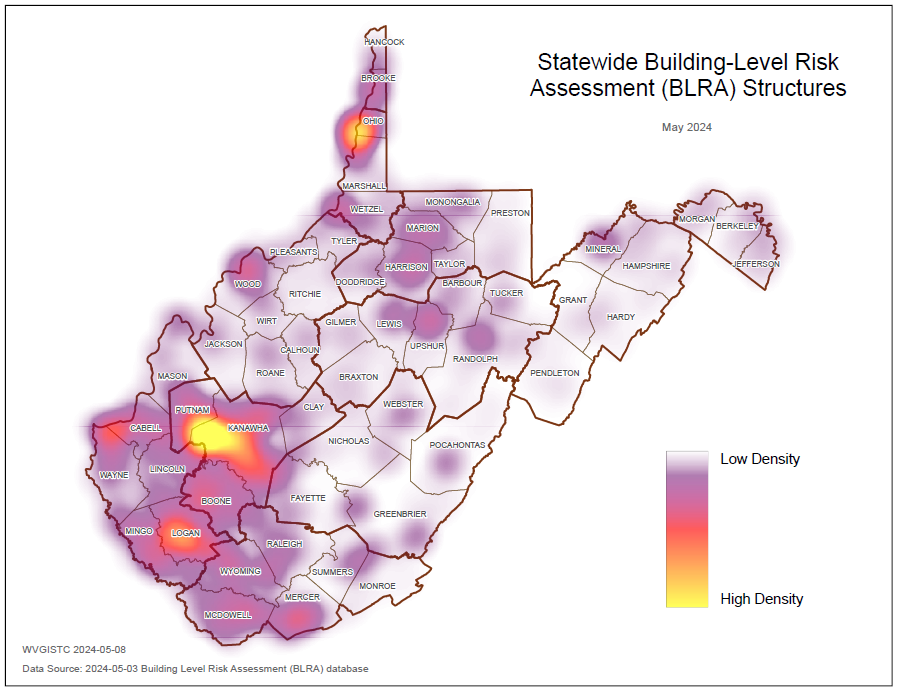 Statewide Building-Level Risk
Assessment (BLRA) Structures
May 2024
HANCOCK
BROOKE
OHIO
MARSHALL
WETZEL
MONONGALIA
PRESTON
MARION
MORGAN
BERKELEY
TYLER
PLEASANTS
MINERAL
JEFFERSON
HARRISON
TAYLOR
HAMPSHIRE
WOOD
DODDRIDGE
BARBOUR
RITCHIE
TUCKER
GRANT
WIRT
GILMER
LEWIS
HARDY
JACKSON
CALHOUN
UPSHUR
RANDOLPH
MASON
ROANE
BRAXTON
PENDLETON
PUTNAM
CLAY
WEBSTER
CABELL
KANAWHA
NICHOLAS
POCAHONTAS
WAYNE
LINCOLN
BOONE
FAYETTE
GREENBRIER
MINGO
LOGAN
RALEIGH
WYOMING
SUMMERS
MONROE
MERCER
MCDOWELL
Low Density
High Density
WVGISTC 2024-05-08
Data Source: 2024-05-03 Building Level Risk Assessment (BLRA) database